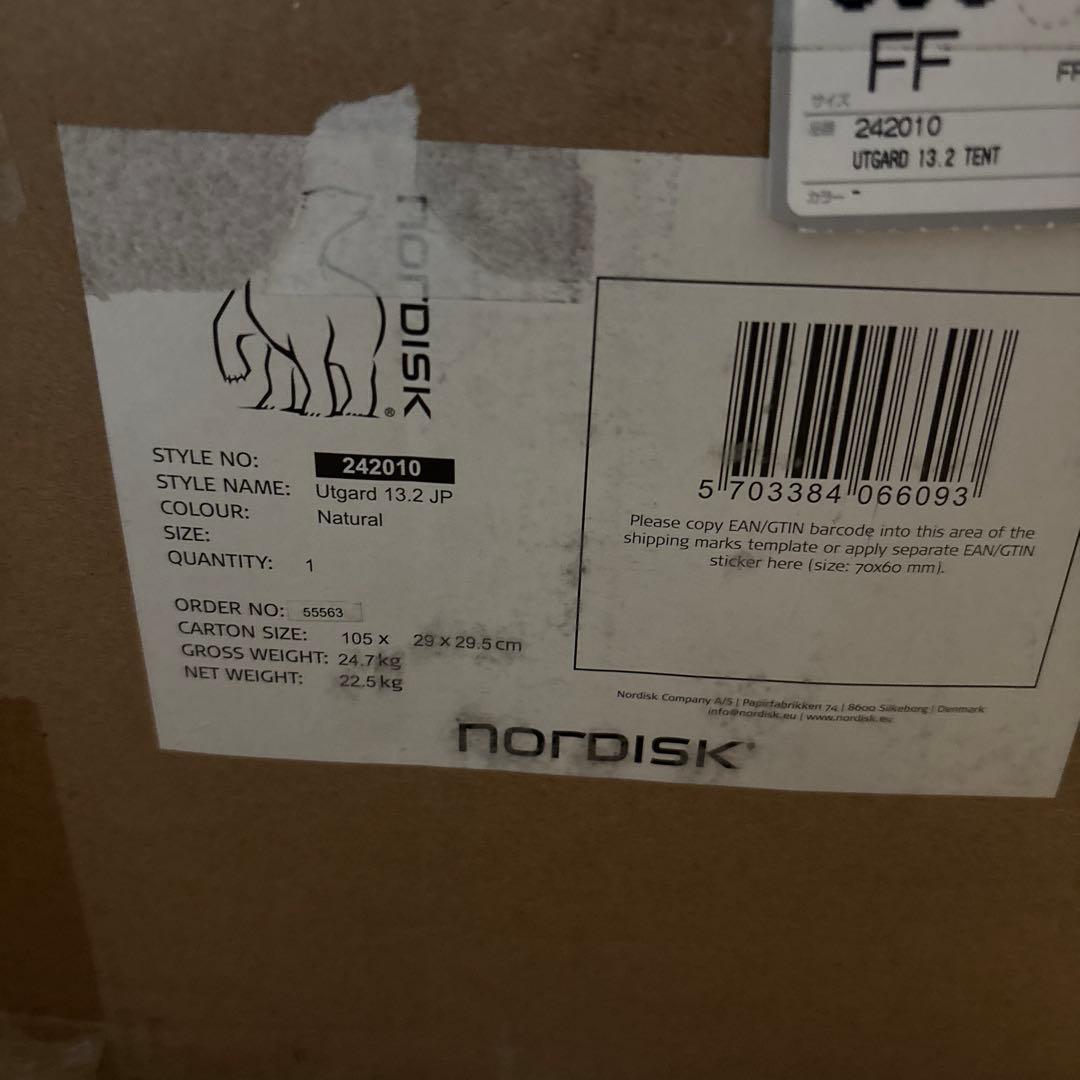 FF
FF
サイズ
品番 242010
UTGARD 13.2 TENT
カラー -
NORDISK
®
STYLE NO: 242010
STYLE NAME: Utgard 13.2 JP
COLOUR: Natural
SIZE:
QUANTITY: 1
ORDER NO: 55563
CARTON SIZE: 105 x 29 x 29.5 cm
GROSS WEIGHT: 24.7 kg
NET WEIGHT: 22.5 kg
5 703384 066093
Please copy EAN/GTIN barcode into this area of the
shipping marks template or apply separate EAN/GTIN
sticker here (size: 70x60 mm).
Nordisk Company A/S | Papirfabrikken 74 | 8600 Silkeborg | Denmark
info@nordisk.eu | www.nordisk.eu
NORDISK®